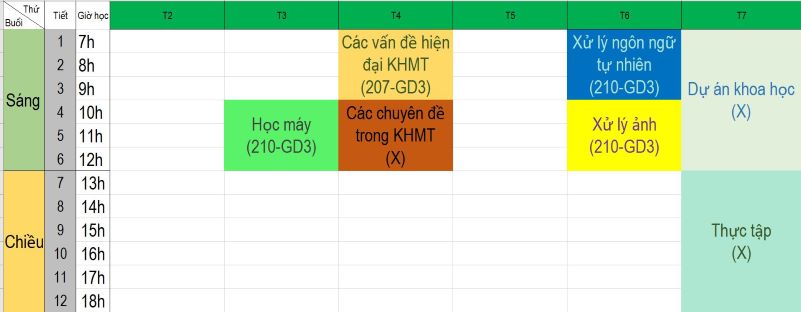 Thứ
Buổi
Tiết
Giờ học
T2
T3
T4
T5
T6
T7
Sáng
1
7h
2
8h
3
9h
4
10h
5
11h
6
12h
Các vấn đề hiện
đại KHMT
(207-GD3)
Xử lý ngôn ngữ
tự nhiên
(210-GD3)
Dự án khoa học
(X)
Học máy
(210-GD3)
Các chuyên đề
trong KHMT
(X)
Xử lý ảnh
(210-GD3)
Chiều
7
13h
8
14h
9
15h
10
16h
11
17h
12
18h
Thực tập
(X)